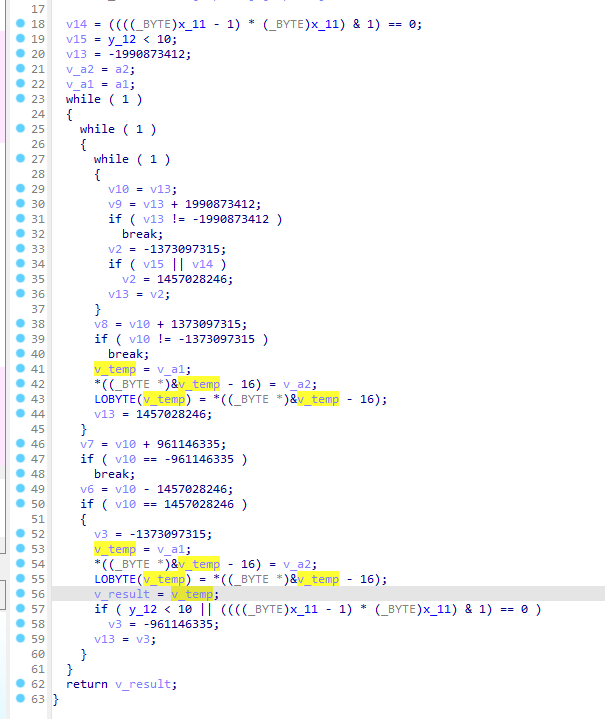 17
18 v14 = ((((_BYTE)x_11 - 1) * (_BYTE)x_11) & 1) == 0;
19 v15 = y_12 < 10;
20 v13 = -1990873412;
21 v_a2 = a2;
22 v_a1 = a1;
23 while ( 1 )
24 {
25 while ( 1 )
26 {
27 while ( 1 )
28 {
29 v10 = v13;
30 v9 = v13 + 1990873412;
31 if ( v13 != -1990873412 )
32 break;
33 v2 = -1373097315;
34 if ( v15 || v14 )
35 v2 = 1457028246;
36 v13 = v2;
37 }
38 v8 = v10 + 1373097315;
39 if ( v10 != -1373097315 )
40 break;
41 v_temp = v_a1;
42 *((_BYTE *)&v_temp - 16) = v_a2;
43 LOBYTE(v_temp) = *((_BYTE *)&v_temp - 16);
44 v13 = 1457028246;
45 }
46 v7 = v10 + 961146335;
47 if ( v10 == -961146335 )
48 break;
49 v6 = v10 - 1457028246;
50 if ( v10 == 1457028246 )
51 {
52 v3 = -1373097315;
53 v_temp = v_a1;
54 *((_BYTE *)&v_temp - 16) = v_a2;
55 LOBYTE(v_temp) = *((_BYTE *)&v_temp - 16);
56 v_result = v_temp;
57 if ( y_12 < 10 || ((((_BYTE)x_11 - 1) * (_BYTE)x_11) & 1) == 0 )
58 v3 = -961146335;
59 v13 = v3;
60 }
61 }
62 return v_result;
63 }